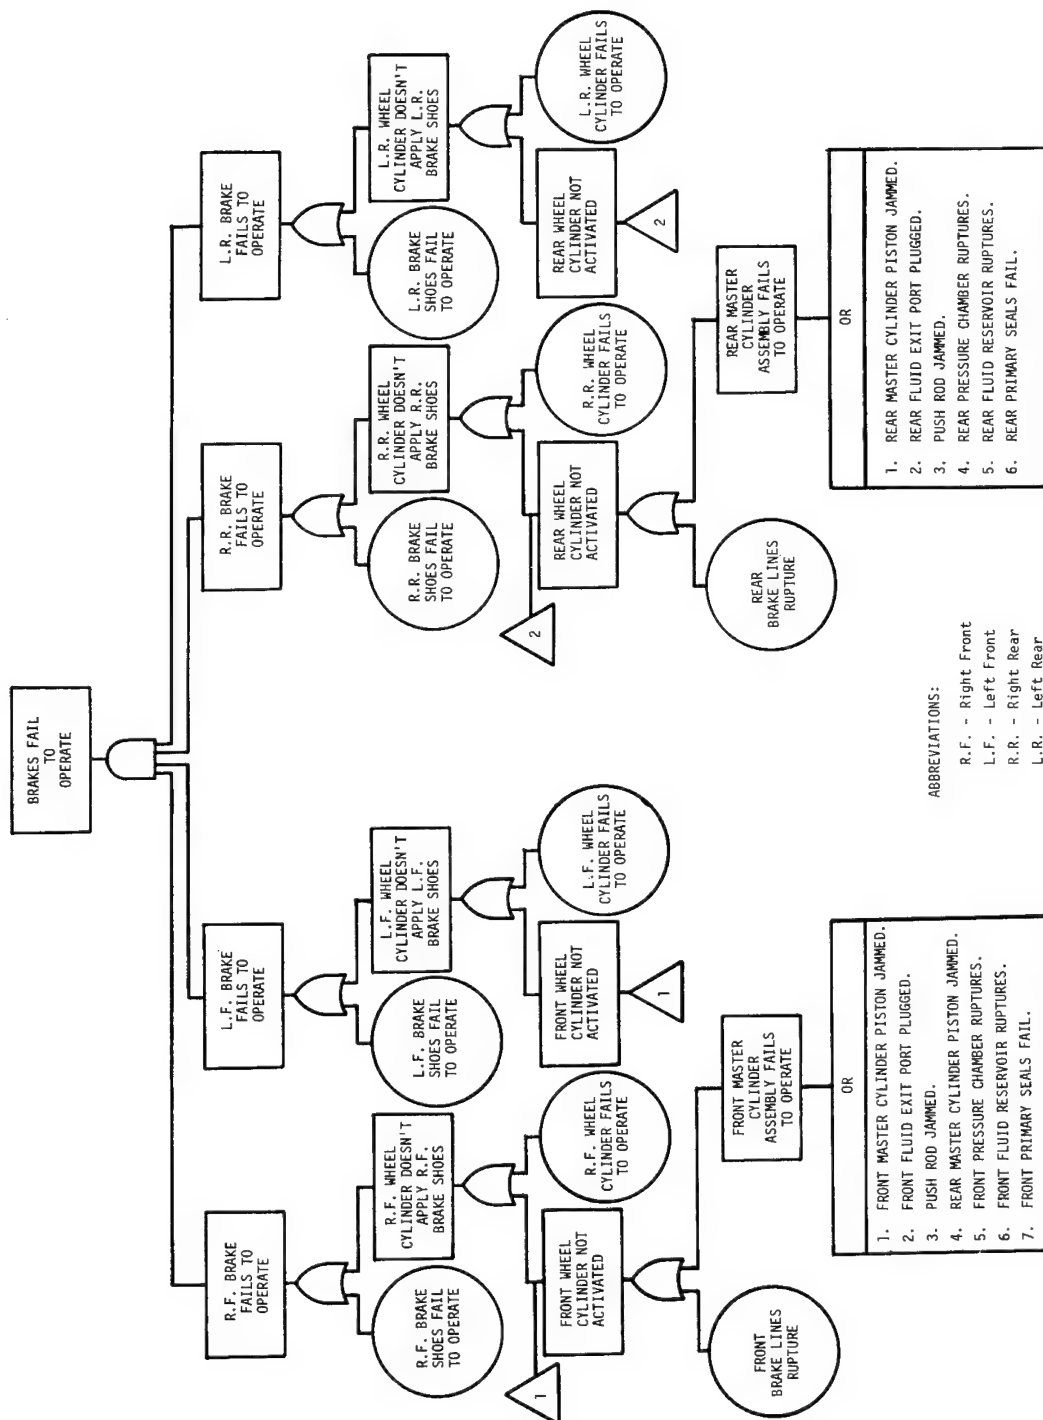 BRAKES FAIL
TO
OPERATE
R.F. BRAKE
FAILS TO
OPERATE
L.F. BRAKE
FAILS TO
OPERATE
R.R. BRAKE
FAILS TO
OPERATE
L.R. BRAKE
FAILS TO
OPERATE
R.F. BRAKE
SHOES FAIL
TO OPERATE
R.F. WHEEL
CYLINDER DOESN'T
APPLY R.F.
BRAKE SHOES
L.F. BRAKE
SHOES FAIL
TO OPERATE
L.F. WHEEL
CYLINDER DOESN'T
APPLY L.F.
BRAKE SHOES
R.R. BRAKE
SHOES FAIL
TO OPERATE
R.R. WHEEL
CYLINDER DOESN'T
APPLY R.R.
BRAKE SHOES
L.R. BRAKE
SHOES FAIL
TO OPERATE
L.R. WHEEL
CYLINDER DOESN'T
APPLY L.R.
BRAKE SHOES
1
FRONT WHEEL
CYLINDER NOT
ACTIVATED
R.F. WHEEL
CYLINDER FAILS
TO OPERATE
FRONT WHEEL
CYLINDER NOT
ACTIVATED
L.F. WHEEL
CYLINDER FAILS
TO OPERATE
2
REAR WHEEL
CYLINDER NOT
ACTIVATED
R.R. WHEEL
CYLINDER FAILS
TO OPERATE
REAR WHEEL
CYLINDER NOT
ACTIVATED
L.R. WHEEL
CYLINDER FAILS
TO OPERATE
1
2
FRONT
BRAKE LINES
RUPTURE
FRONT MASTER
CYLINDER
ASSEMBLY FAILS
TO OPERATE
REAR
BRAKE LINES
RUPTURE
REAR MASTER
CYLINDER
ASSEMBLY FAILS
TO OPERATE
OR
1. FRONT MASTER CYLINDER PISTON JAMMED.
2. FRONT FLUID EXIT PORT PLUGGED.
3. PUSH ROD JAMMED.
4. REAR MASTER CYLINDER PISTON JAMMED.
5. FRONT PRESSURE CHAMBER RUPTURES.
6. FRONT FLUID RESERVOIR RUPTURES.
7. FRONT PRIMARY SEALS FAIL.
ABBREVIATIONS:
R.F. - Right Front
L.F. - Left Front
R.R. - Right Rear
L.R. - Left Rear
OR
1. REAR MASTER CYLINDER PISTON JAMMED.
2. REAR FLUID EXIT PORT PLUGGED.
3. PUSH ROD JAMMED.
4. REAR PRESSURE CHAMBER RUPTURES.
5. REAR FLUID RESERVOIR RUPTURES.
6. REAR PRIMARY SEALS FAIL.